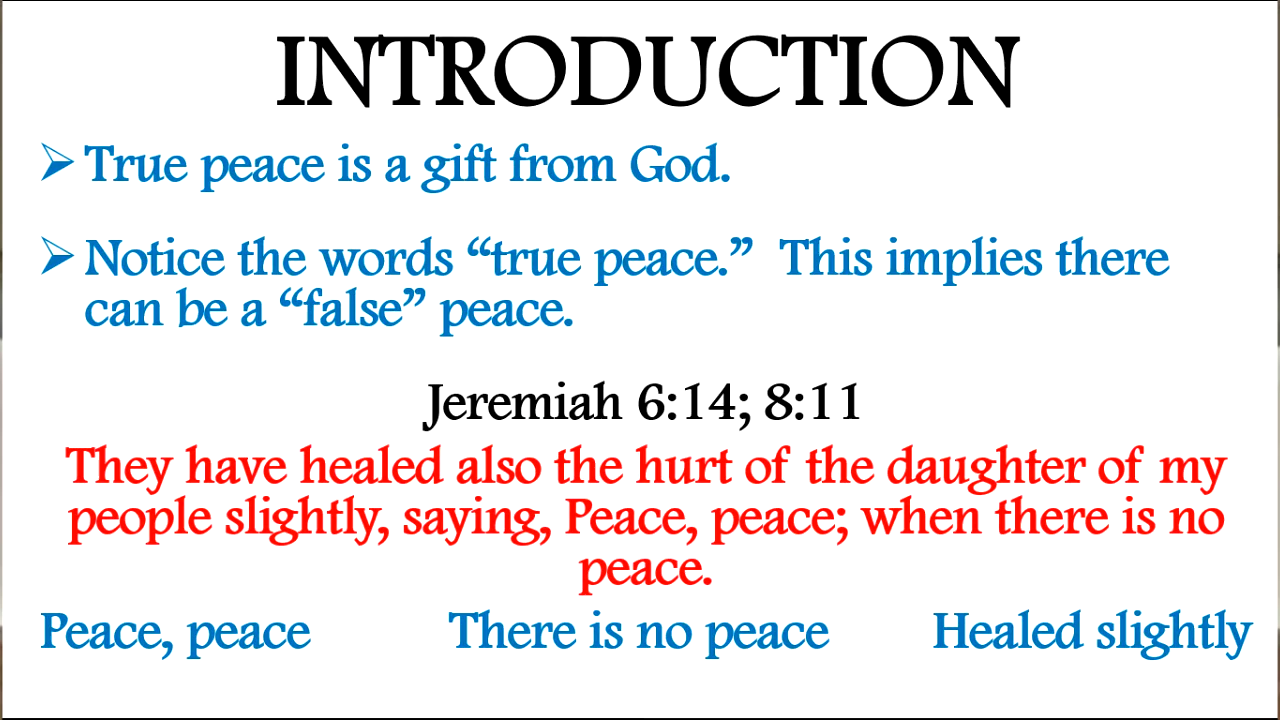 INTRODUCTION
➢ True peace is a gift from God.
➢ Notice the words “true peace.”  This implies there
can be a “false” peace.
Jeremiah 6:14; 8:11
They have healed also the hurt of the daughter of my
people slightly, saying, Peace, peace; when there is no
peace.
Peace, peace There is no peace Healed slightly